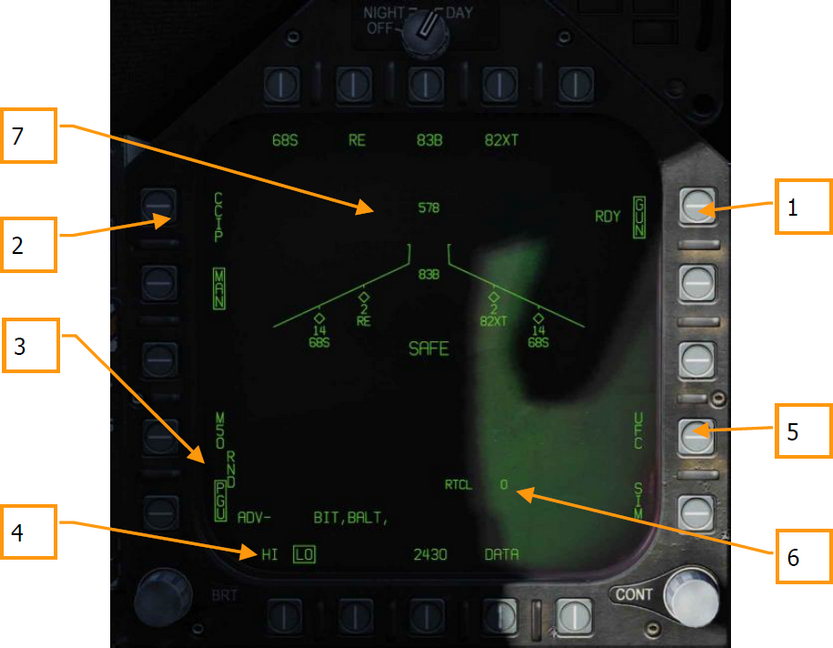 NIGHT DAY
OFF
68S RE 83B 82XT
7
CCIP
578
RDY GUN
1
2
MAN
83B
2 RE
2 82XT
14 68S
14 68S
SAFE
3
M50
RND
PGU
UFC
5
RTCL 0
SIM
ADV- BIT,BALT,
4
HI LO 2430 DATA
6
BRT
CONT